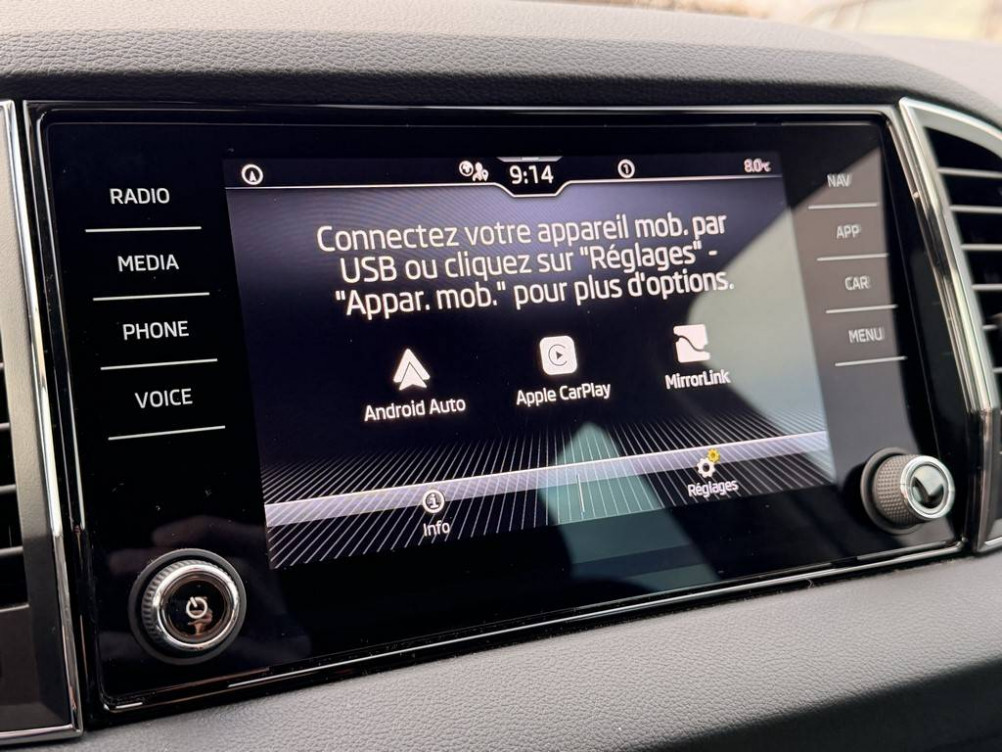 RADIO
MEDIA
PHONE
VOICE
9:14
8.0°C
Connectez votre appareil mob. par
USB ou cliquez sur "Réglages" -
"Appar. mob." pour plus d'options.
Android Auto
Apple CarPlay
MirrorLink
Info
Réglages
NAV
APP
CAR
MENU